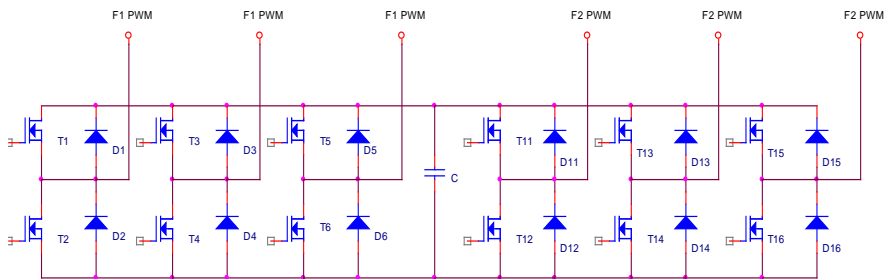 F1 PWM F1 PWM F1 PWM F2 PWM F2 PWM F2 PWM
T1 D1 T3 D3 T5 D5 T11 D11 T13 D13 T15 D15
C
T2 D2 T4 D4 T6 D6 T12 D12 T14 D14 T16 D16